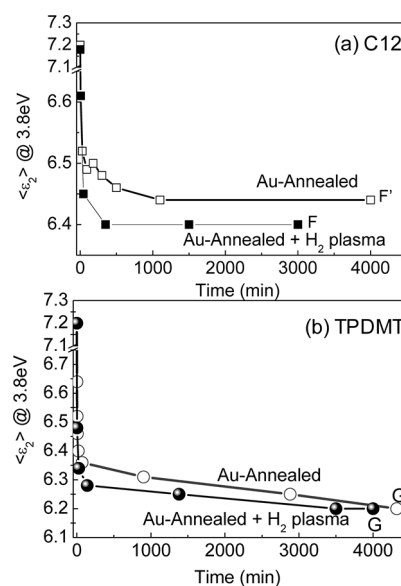 7.3
7.2
7.1
6.6
6.5
6.4
<ε₂> @ 3.8eV
(a) C12
Au-Annealed
F'
F
Au-Annealed + H₂ plasma
0 1000 2000 3000 4000
Time (min)
7.3
7.2
7.1
6.7
6.6
6.5
6.4
6.3
6.2
6.1
<ε₂> @ 3.8eV
(b) TPDMT
Au-Annealed
G
Au-Annealed + H₂ plasma
G
0 1000 2000 3000 4000
Time (min)